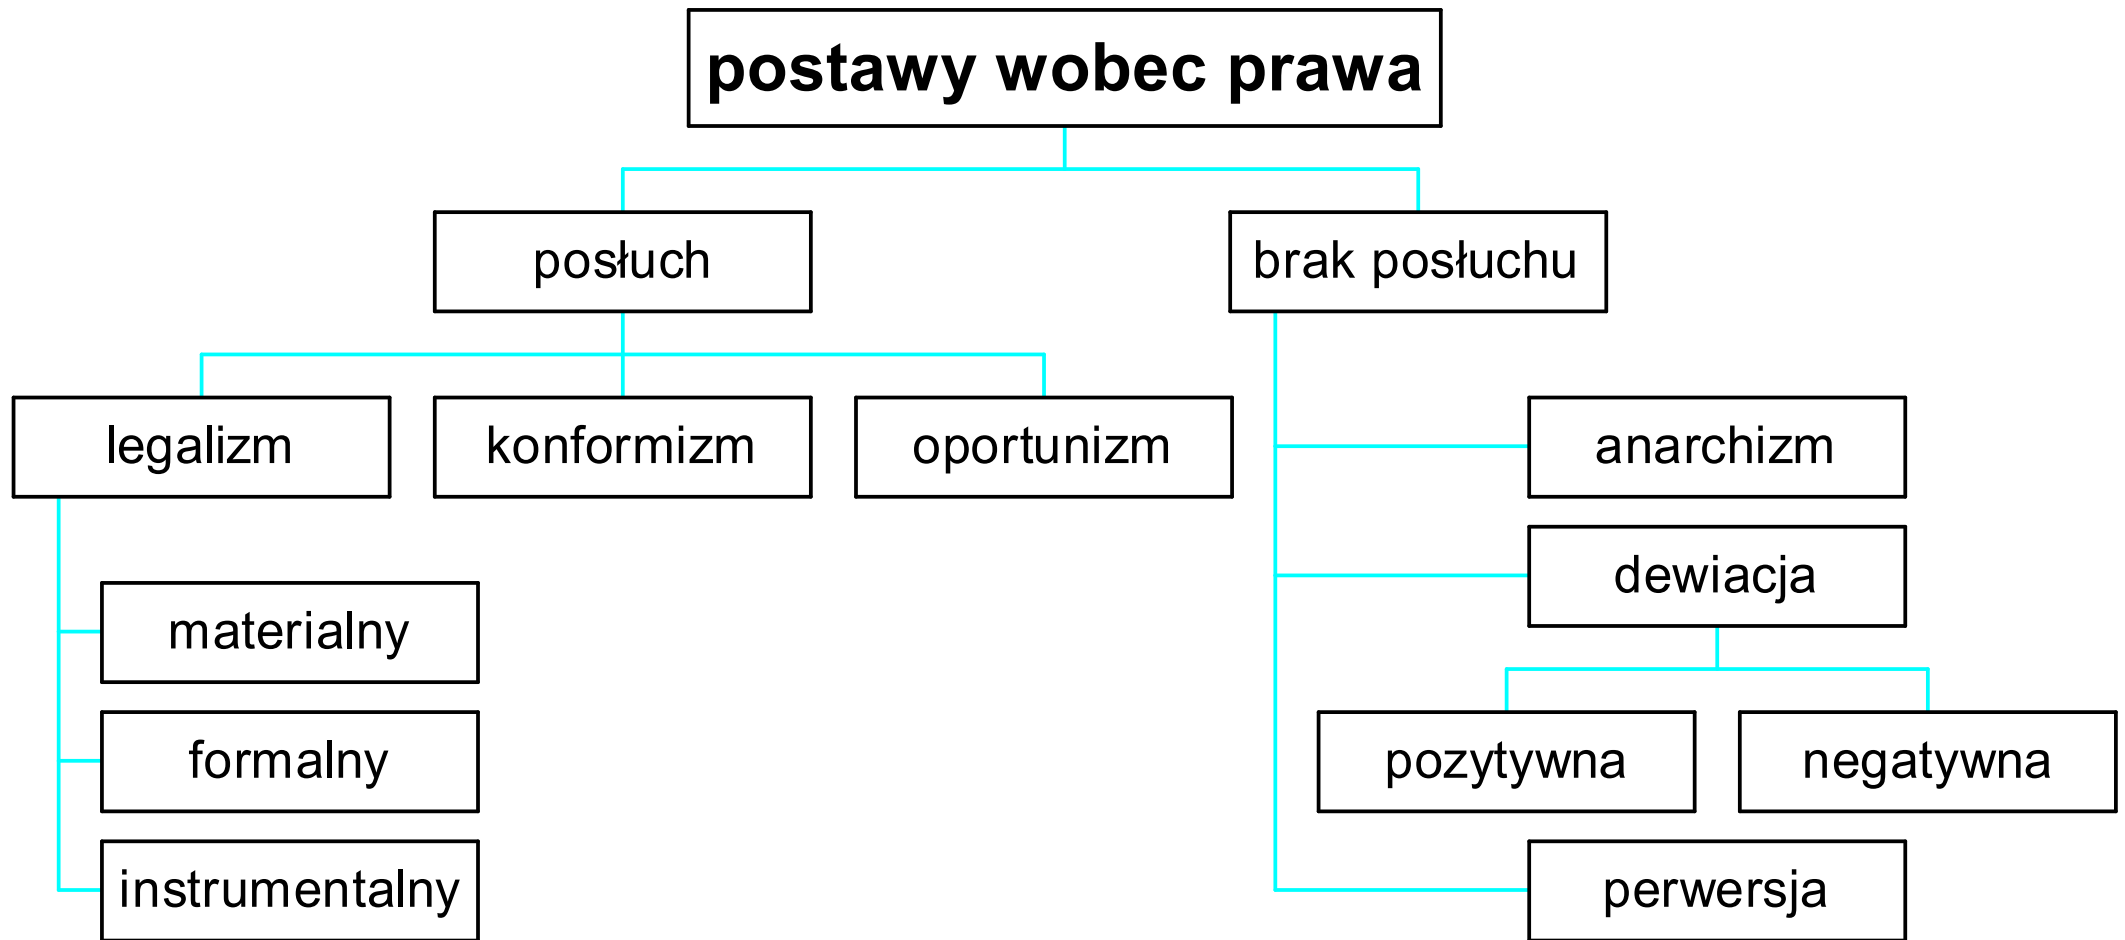 postawy wobec prawa
posłuch
brak posłuchu
legalizm
konformizm
oportunizm
anarchizm
dewiacja
materialny
formalny
pozytywna
negatywna
instrumentalny
perwersja